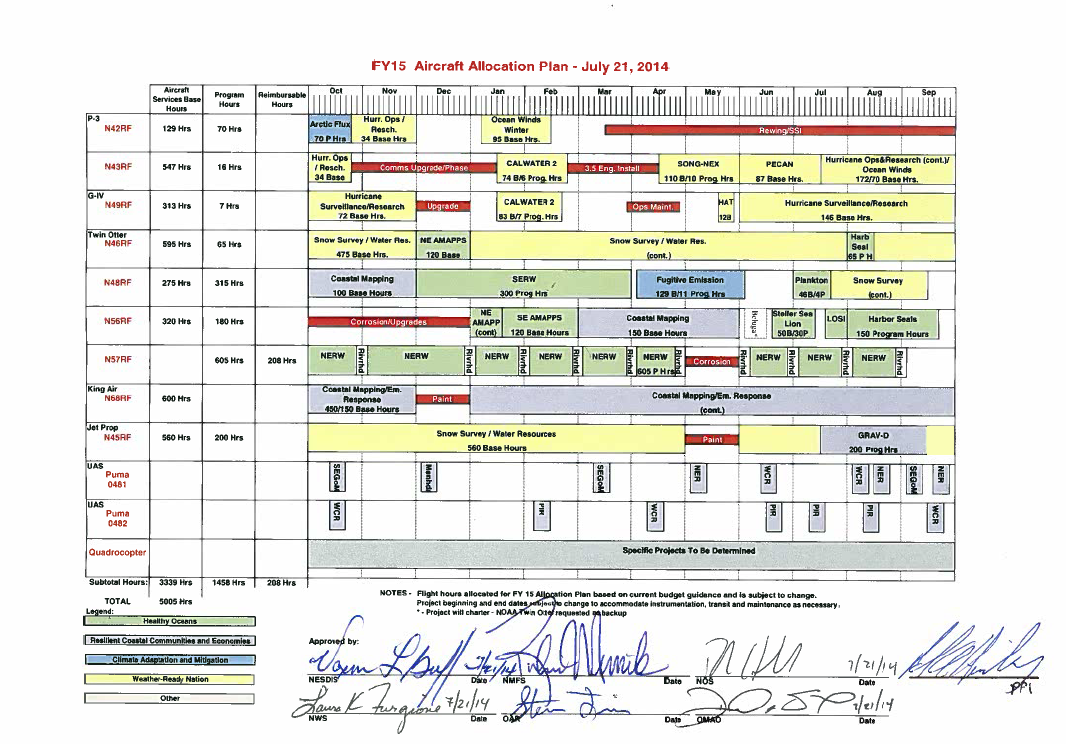 FY15 Aircraft Allocation Plan - July 21, 2014
Aircraft Services Base Hours
Program Hours
Reimbursable Hours
Oct Nov Dec Jan Feb Mar Apr May Jun Jul Aug Sep
P-3
N42RF
129 Hrs
70 Hrs
Arctic Flux
70 P Hrs
Hurr. Ops /
Resch.
34 Base Hrs
Ocean Winds
Winter
95 Base Hrs.
Rewing/SSI
N43RF
547 Hrs
16 Hrs
Hurr. Ops
/ Resch.
34 Base
Comms Upgrade/Phase
CALWATER 2
74 B/6 Prog. Hrs
3.5 Eng. Install
SONG-NEX
110 B/10 Prog. Hrs
PECAN
87 Base Hrs.
Hurricane Ops&Research (cont.)/
Ocean Winds
172/70 Base Hrs.
G-IV
N49RF
313 Hrs
7 Hrs
Hurricane
Surveillance/Research
72 Base Hrs.
Upgrade
CALWATER 2
83 B/7 Prog. Hrs
Ops Maint.
HAT
12B
Hurricane Surveillance/Research
146 Base Hrs.
Twin Otter
N46RF
595 Hrs
65 Hrs
Snow Survey / Water Res.
475 Base Hrs.
NE AMAPPS
120 Base
Snow Survey / Water Res.
(cont.)
Harb
Seal
65 P H
N48RF
275 Hrs
315 Hrs
Coastal Mapping
100 Base Hours
SERW
300 Prog Hrs
Fugitive Emission
129 B/11 Prog. Hrs
Plankton
46B/4P
Snow Survey
(cont.)
N56RF
320 Hrs
180 Hrs
Corrosion/Upgrades
NE
AMAPP
(cont)
SE AMAPPS
120 Base Hours
Coastal Mapping
150 Base Hours
Steller Sea
Lion
50B/30P
LOSI
Harbor Seals
150 Program Hours
N57RF
605 Hrs
208 Hrs
NERW
Rivrhd
NERW
Rivrhd
NERW
Rivrhd
NERW
Rivrhd
NERW
Rivrhd
NERW
605 P Hrs
Rivrhd
Corrosion
Rivrhd
NERW
Rivrhd
NERW
Rivrhd
NERW
Rivrhd
King Air
N68RF
600 Hrs
Coastal Mapping/Em.
Response
450/150 Base Hours
Paint
Coastal Mapping/Em. Response
(cont.)
Jet Prop
N45RF
560 Hrs
200 Hrs
Snow Survey / Water Resources
560 Base Hours
Paint
GRAV-D
200 Prog Hrs
UAS
Puma
0481
SEGoM
Manhdi
SEGoM
NER
WCR
WCR
NER
SEGoM
NER
UAS
Puma
0482
WCR
PIR
WCR
PIR
PIR
PIR
WCR
Quadrocopter
Specific Projects To Be Determined
Subtotal Hours: 3339 Hrs 1458 Hrs 208 Hrs
TOTAL 5005 Hrs
NOTES - Flight hours allocated for FY 15 Allocation Plan based on current budget guidance and is subject to change.
Project beginning and end dates subject to change to accommodate instrumentation, transit and maintenance as necessary.
* - Project will charter - NOAA Twin Otter requested as backup
Legend:
Healthy Oceans
Resilient Coastal Communities and Economies
Climate Adaptation and Mitigation
Weather-Ready Nation
Other
Approved by:
7/21/14
NESDIS Date NMFS Date NOS Date
PPI
Laura K. Furgione 7/21/14
7/21/14
NWS Date OAR Date OMAO Date